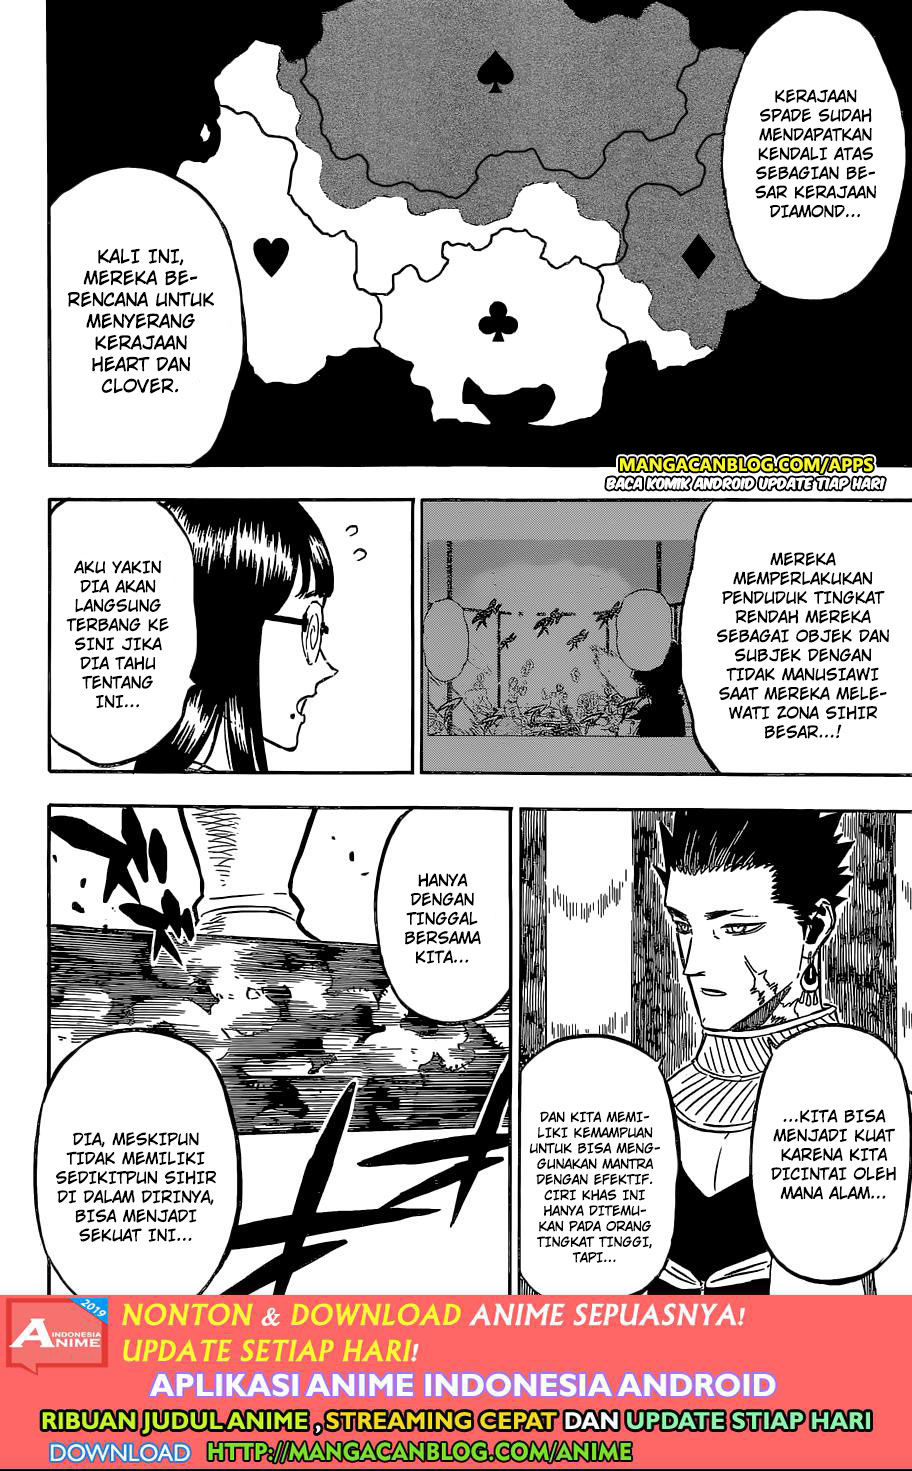 KERAJAAN
SPADE SUDAH
MENDAPATKAN
KENDALI ATAS
SEBAGIAN BE-
SAR KERAJAAN
DIAMOND...
KALI INI,
MEREKA BE-
RENCANA UNTUK
MENYERANG
KERAJAAN
HEART DAN
CLOVER.
MANGACANBLOG.COM/APPS
BACA KOMIK ANDROID UPDATE TIAP HARI
MEREKA
MEMPERLAKUKAN
PENDUDUK TINGKAT
RENDAH MEREKA
SEBAGAI OBJEK DAN
SUBJEK DENGAN
TIDAK MANUSIAWI
SAAT MEREKA MELE-
WATI ZONA SIHIR
BESAR...!
AKU YAKIN
DIA AKAN
LANGSUNG
TERBANG KE
SINI JIKA
DIA TAHU
TENTANG
INI...
...KITA BISA
MENJADI KUAT
KARENA KITA
DICINTAI OLEH
MANA ALAM...
DAN KITA MEMI-
LIKI KEMAMPUAN
UNTUK BISA MENG-
GUNAKAN MANTRA
DENGAN EFEKTIF.
CIRI KHAS INI
HANYA DITEMU-
KAN PADA ORANG
TINGKAT TINGGI,
TAPI...
HANYA
DENGAN
TINGGAL
BERSAMA
KITA...
DIA, MESKIPUN
TIDAK MEMILIKI
SEDIKITPUN SIHIR
DI DALAM DIRINYA,
BISA MENJADI
SEKUAT INI...
2019
INDONESIA
ANIME
NONTON & DOWNLOAD ANIME SEPUASNYA!
UPDATE SETIAP HARI!
APLIKASI ANIME INDONESIA ANDROID
RIBUAN JUDUL ANIME , STREAMING CEPAT DAN UPDATE STIAP HARI
DOWNLOAD HTTP://MANGACANBLOG.COM/ANIME